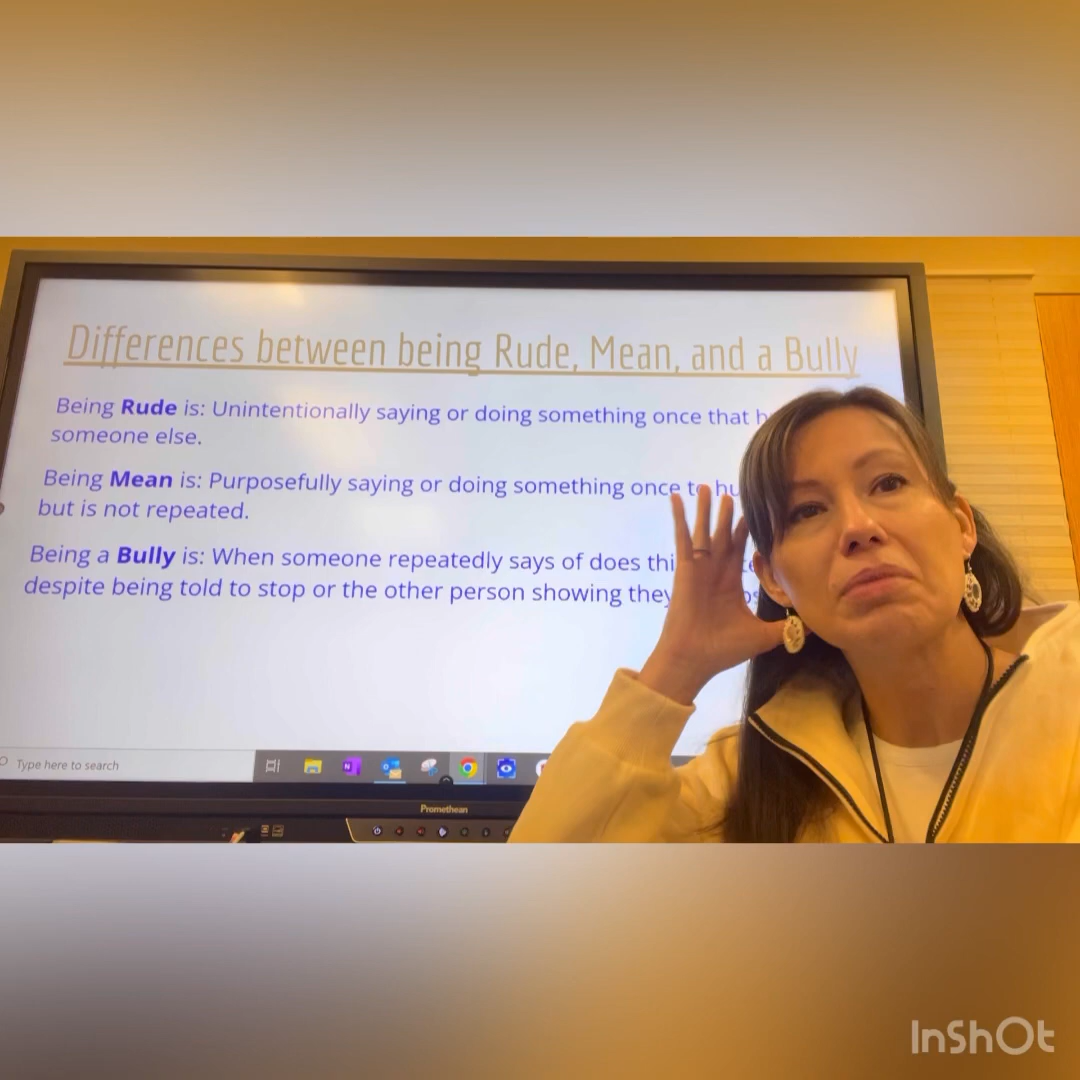 Differences between being Rude, Mean, and a Bully
Being Rude is: Unintentionally saying or doing something once that
someone else.
Being Mean is: Purposefully saying or doing something once to
but is not repeated.
Being a Bully is: When someone repeatedly says of does
despite being told to stop or the other person showing
Type here to search
Promethean
InShOt